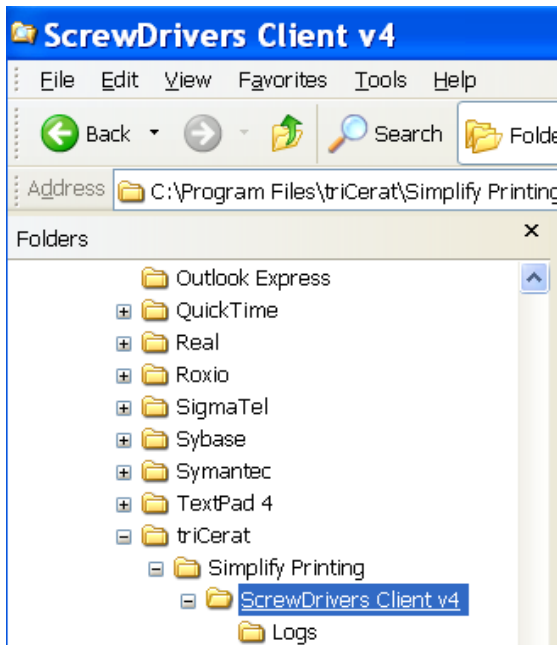 ScrewDrivers Client v4
File Edit View Favorites Tools Help
Back Search Folde
Address C:\Program Files\triCerat\Simplify Printing
Folders
Outlook Express
QuickTime
Real
Roxio
SigmaTel
Sybase
Symantec
TextPad 4
triCerat
Simplify Printing
ScrewDrivers Client v4
Logs